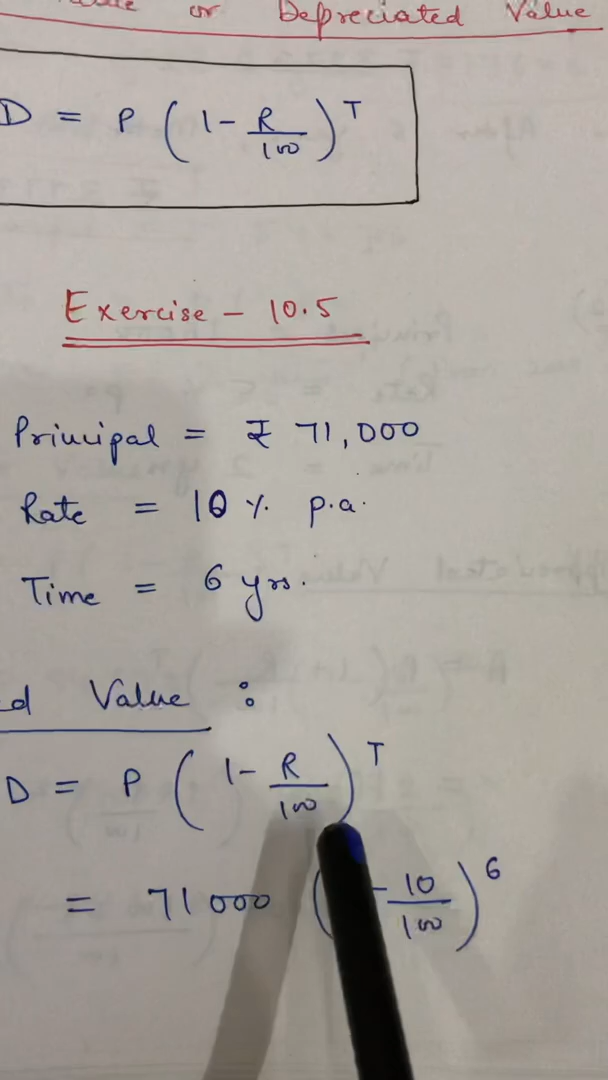 or Depreciated Value
D = P (1 - R/100)^T
Exercise - 10.5
Principal = ₹ 71,000
Rate = 10 % p.a.
Time = 6 yrs.
Value :
D = P (1 - R/100)^T
= 71000 ( - 10/100)^6